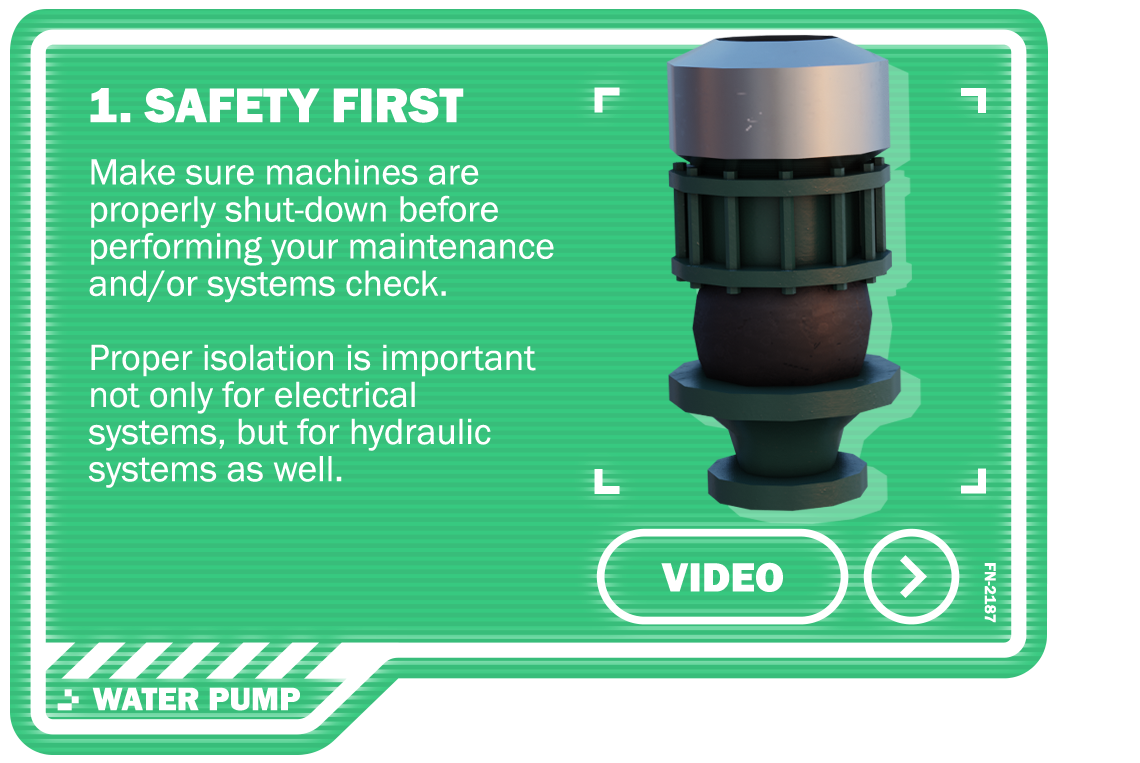 1. SAFETY FIRST
Make sure machines are
properly shut-down before
performing your maintenance
and/or systems check.
Proper isolation is important
not only for electrical
systems, but for hydraulic
systems as well.
VIDEO
FN-2187
WATER PUMP